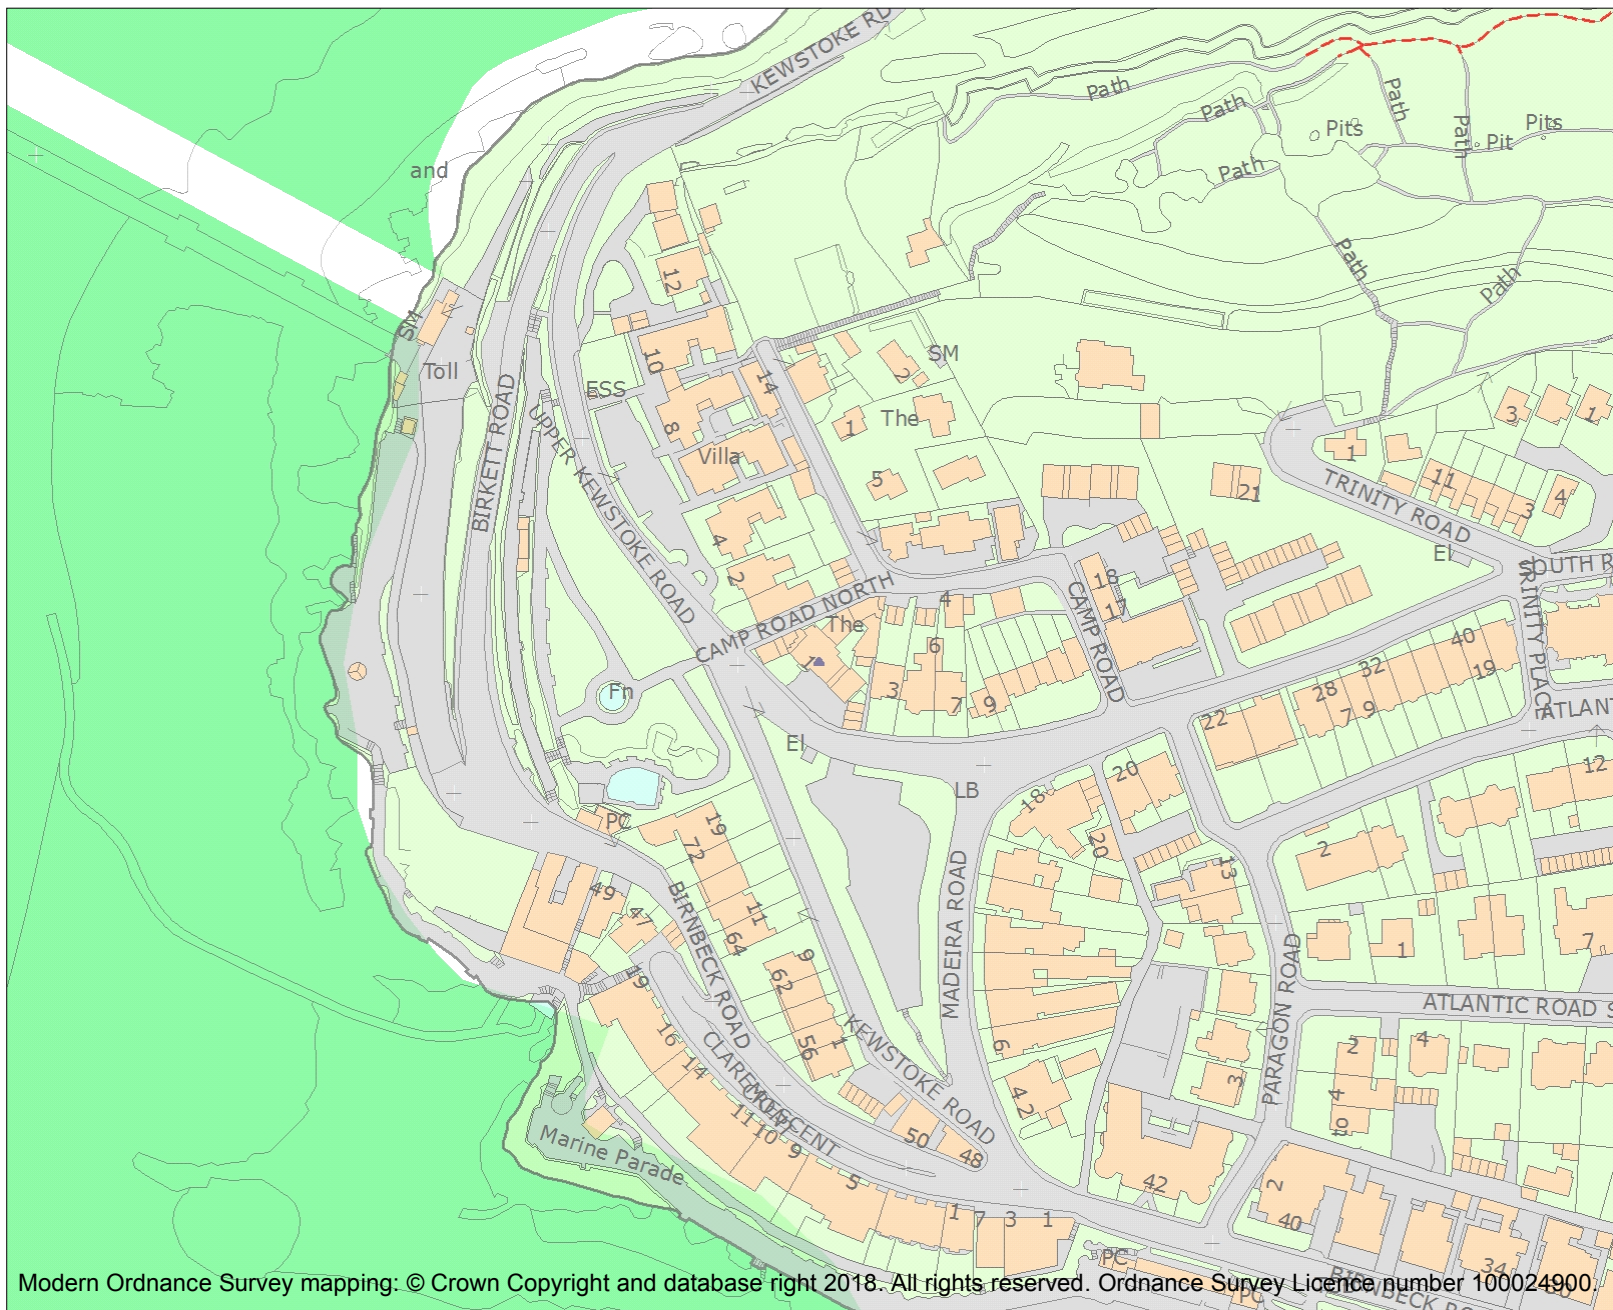 KEWSTOKE RD
Path
Path
Path
Path
Path
Pits
Pit
Pits
and
Path
Path
12
SM
Toll
10
ESS
14
SM
2
The
1
8
Villa
5
BIRKETT ROAD
UPPER KEWSTOKE ROAD
4
2
21
1
TRINITY ROAD
11
3
3
1
4
El
SOUTH R
TRINITY PLACE
CAMP ROAD NORTH
The
4
18
17
CAMP ROAD
1
6
3
7
9
40
32
28
19
7
9
22
ATLANT
Fn
El
LB
20
18
20
12
PC
19
72
2
13
49
47
11
64
BIRNBECK ROAD
9
62
MADEIRA ROAD
1
7
19
16
14
CLAREMONT
CRESCENT
56
1
KEWSTOKE ROAD
6
4
2
PARAGON ROAD
ATLANTIC ROAD S
2
4
3
4
to
11
10
9
5
50
48
Marine Parade
42
2
40
1
7
3
1
PC
34
30
PC
BIRNBECK R
Modern Ordnance Survey mapping: © Crown Copyright and database right 2018. All rights reserved. Ordnance Survey Licence number 100024900.